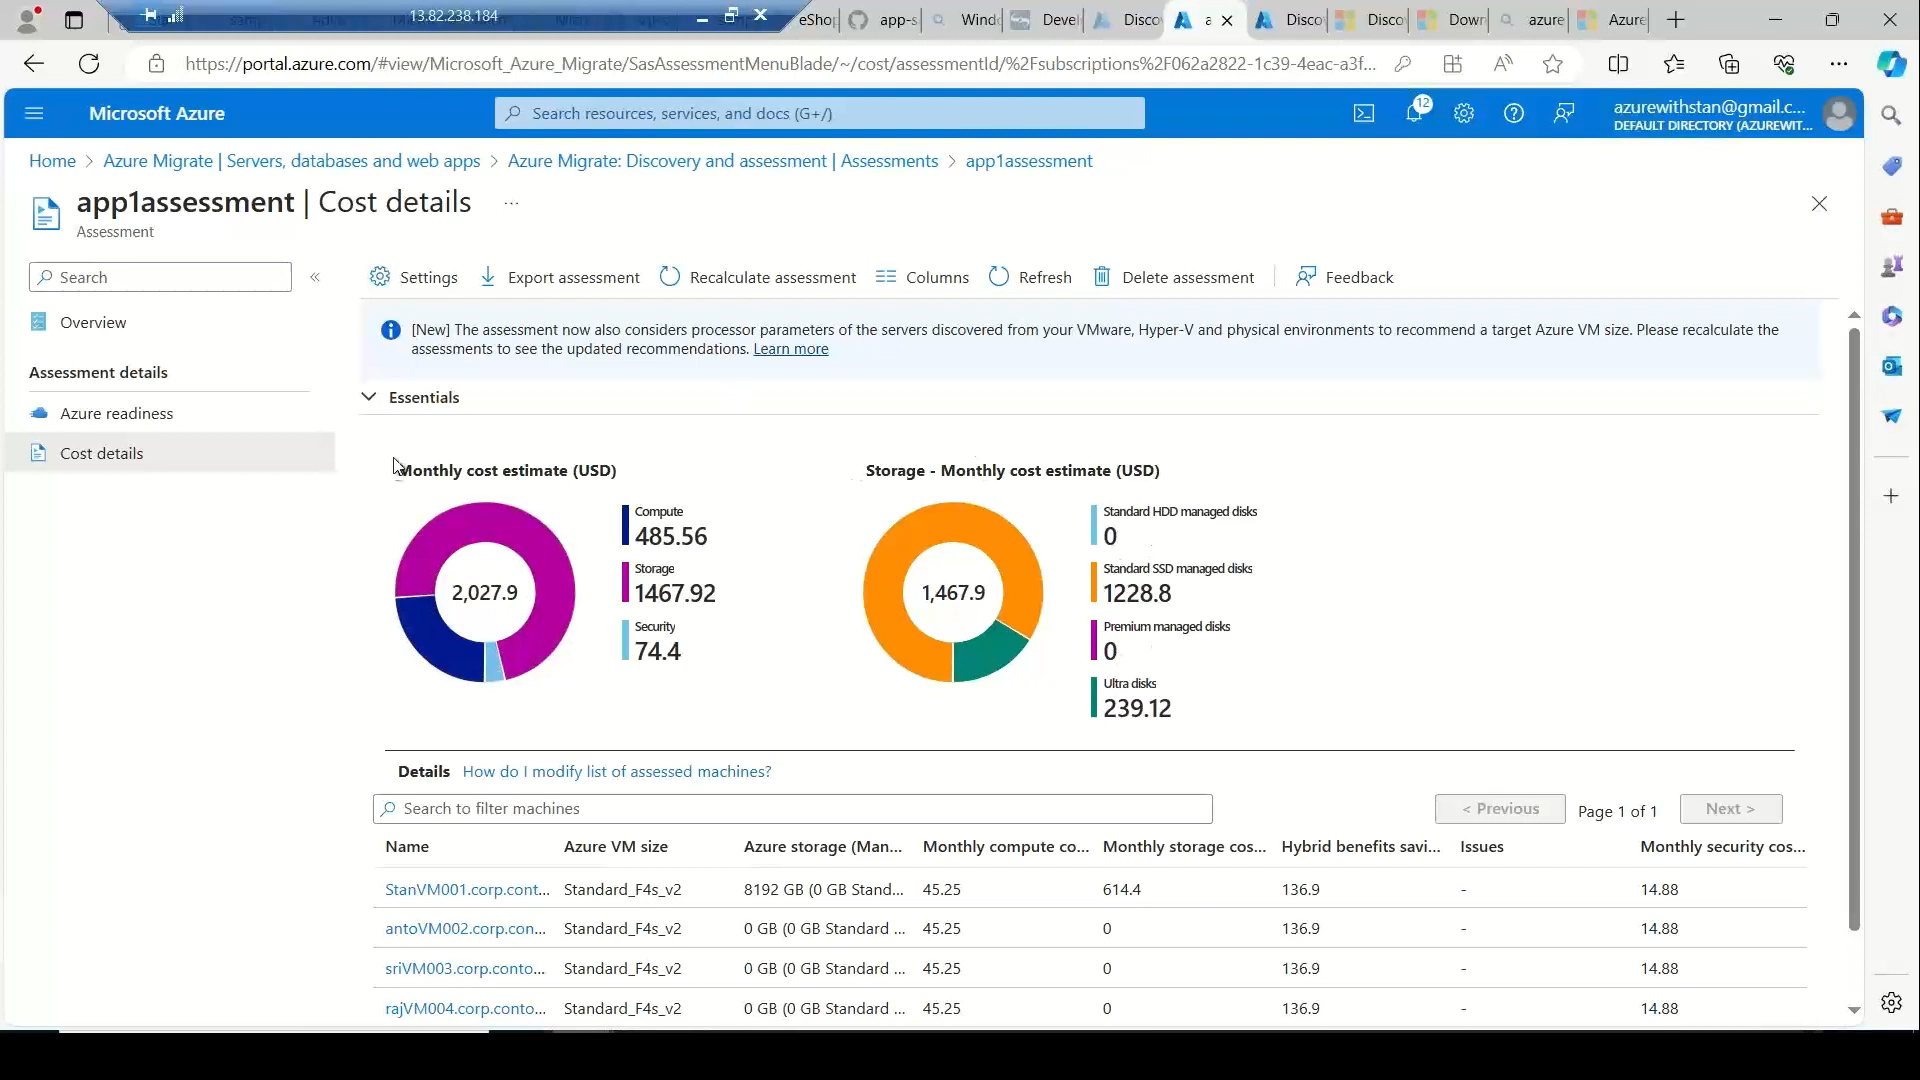 13.82.238.184
eShop
app-s
Wind
Devel
Disco
a
Disco
Disco
Down
azure
Azure
https://portal.azure.com/#view/Microsoft_Azure_Migrate/SasAssessmentMenuBlade/~/cost/assessmentId/%2Fsubscriptions%2F062a2822-1c39-4eac-a3f...
Microsoft Azure
Search resources, services, and docs (G+/)
12
azurewithstan@gmail.c...
DEFAULT DIRECTORY (AZUREWIT...
Home > Azure Migrate | Servers, databases and web apps > Azure Migrate: Discovery and assessment | Assessments > app1assessment
app1assessment | Cost details ...
Assessment
Search
«
Settings
Export assessment
Recalculate assessment
Columns
Refresh
Delete assessment
Feedback
Overview
Assessment details
Azure readiness
Cost details
[New] The assessment now also considers processor parameters of the servers discovered from your VMware, Hyper-V and physical environments to recommend a target Azure VM size. Please recalculate the
assessments to see the updated recommendations. Learn more
Essentials
Monthly cost estimate (USD)
2,027.9
Compute
485.56
Storage
1467.92
Security
74.4
Storage - Monthly cost estimate (USD)
1,467.9
Standard HDD managed disks
0
Standard SSD managed disks
1228.8
Premium managed disks
0
Ultra disks
239.12
Details How do I modify list of assessed machines?
Search to filter machines
< Previous Page 1 of 1 Next >
Name Azure VM size Azure storage (Man... Monthly compute co... Monthly storage cos... Hybrid benefits savi... Issues Monthly security cos...
StanVM001.corp.cont... Standard_F4s_v2 8192 GB (0 GB Stand... 45.25 614.4 136.9 - 14.88
antoVM002.corp.con... Standard_F4s_v2 0 GB (0 GB Standard ... 45.25 0 136.9 - 14.88
sriVM003.corp.conto... Standard_F4s_v2 0 GB (0 GB Standard ... 45.25 0 136.9 - 14.88
rajVM004.corp.conto... Standard_F4s_v2 0 GB (0 GB Standard ... 45.25 0 136.9 - 14.88